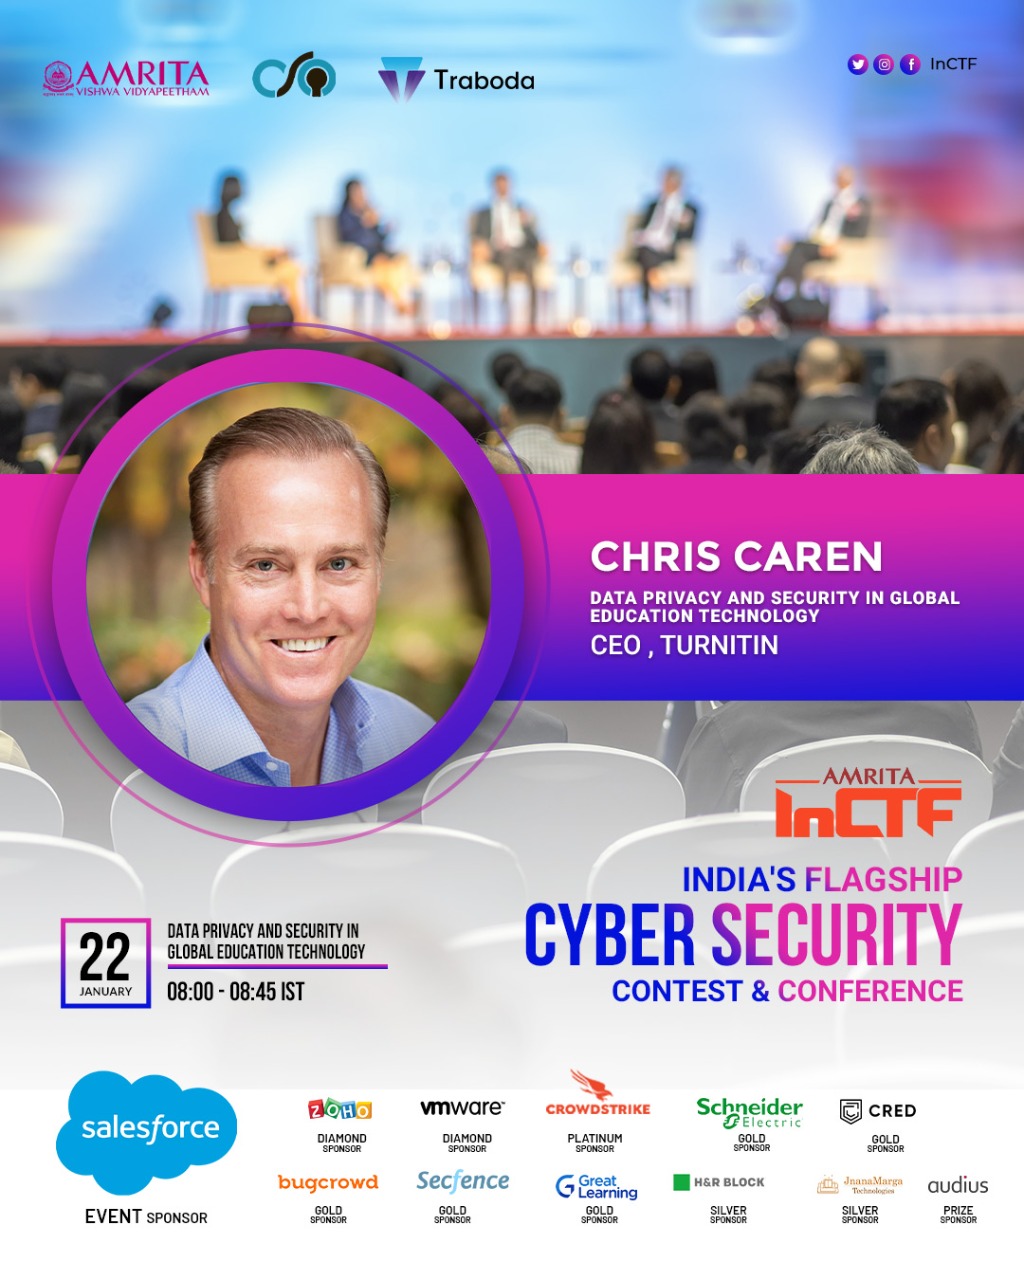 AMRITA
VISHWA VIDYAPEETHAM
Traboda
InCTF
CHRIS CAREN
DATA PRIVACY AND SECURITY IN GLOBAL
EDUCATION TECHNOLOGY
CEO , TURNITIN
AMRITA
InCTF
INDIA'S FLAGSHIP
CYBER SECURITY
CONTEST & CONFERENCE
22
JANUARY
DATA PRIVACY AND SECURITY IN
GLOBAL EDUCATION TECHNOLOGY
08:00 - 08:45 IST
salesforce
EVENT SPONSOR
ZOHO
DIAMOND
SPONSOR
vmware
DIAMOND
SPONSOR
CROWDSTRIKE
PLATINUM
SPONSOR
Schneider
Electric
GOLD
SPONSOR
CRED
GOLD
SPONSOR
bugcrowd
GOLD
SPONSOR
Secfence
GOLD
SPONSOR
Great
Learning
GOLD
SPONSOR
H&R BLOCK
SILVER
SPONSOR
JnanaMarga
Technologies
SILVER
SPONSOR
audius
PRIZE
SPONSOR